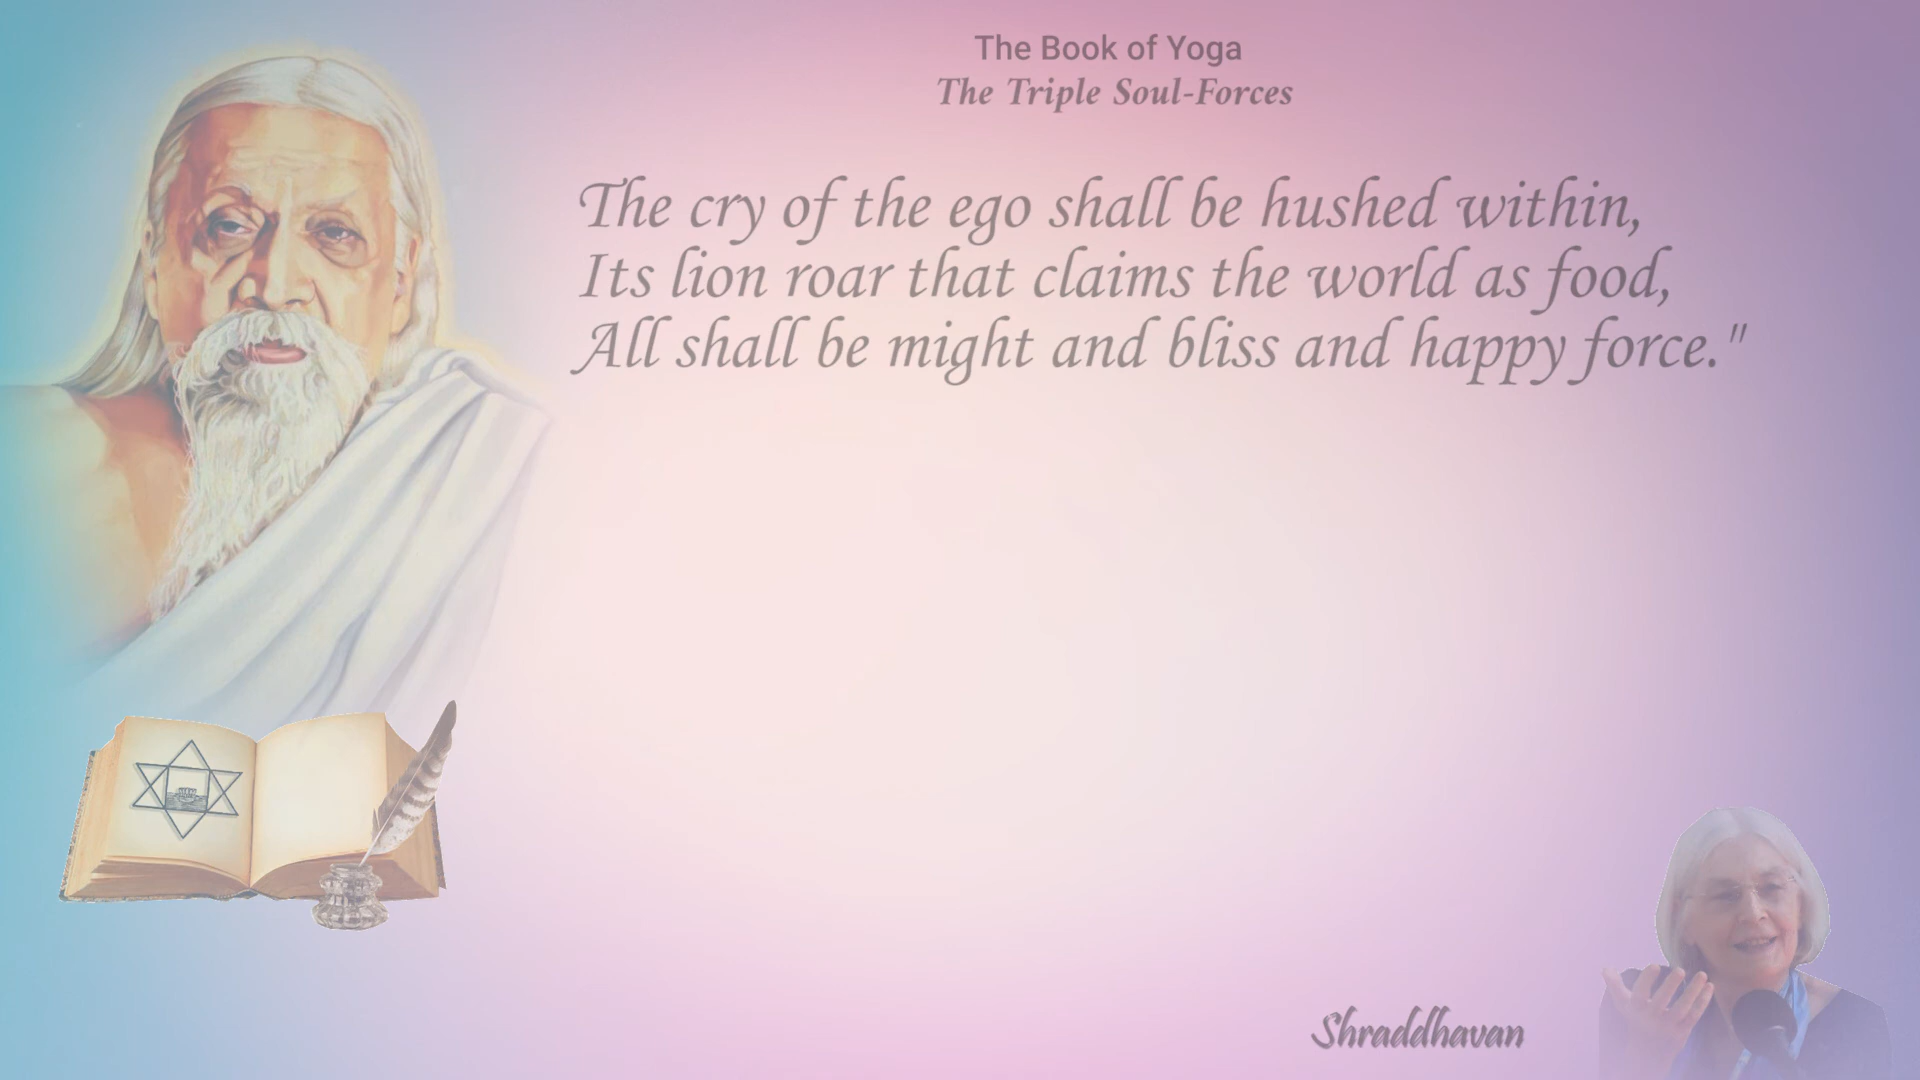 The Book of Yoga
The Triple Soul-Forces
The cry of the ego shall be hushed within,
Its lion roar that claims the world as food,
All shall be might and bliss and happy force."
Shraddhavan